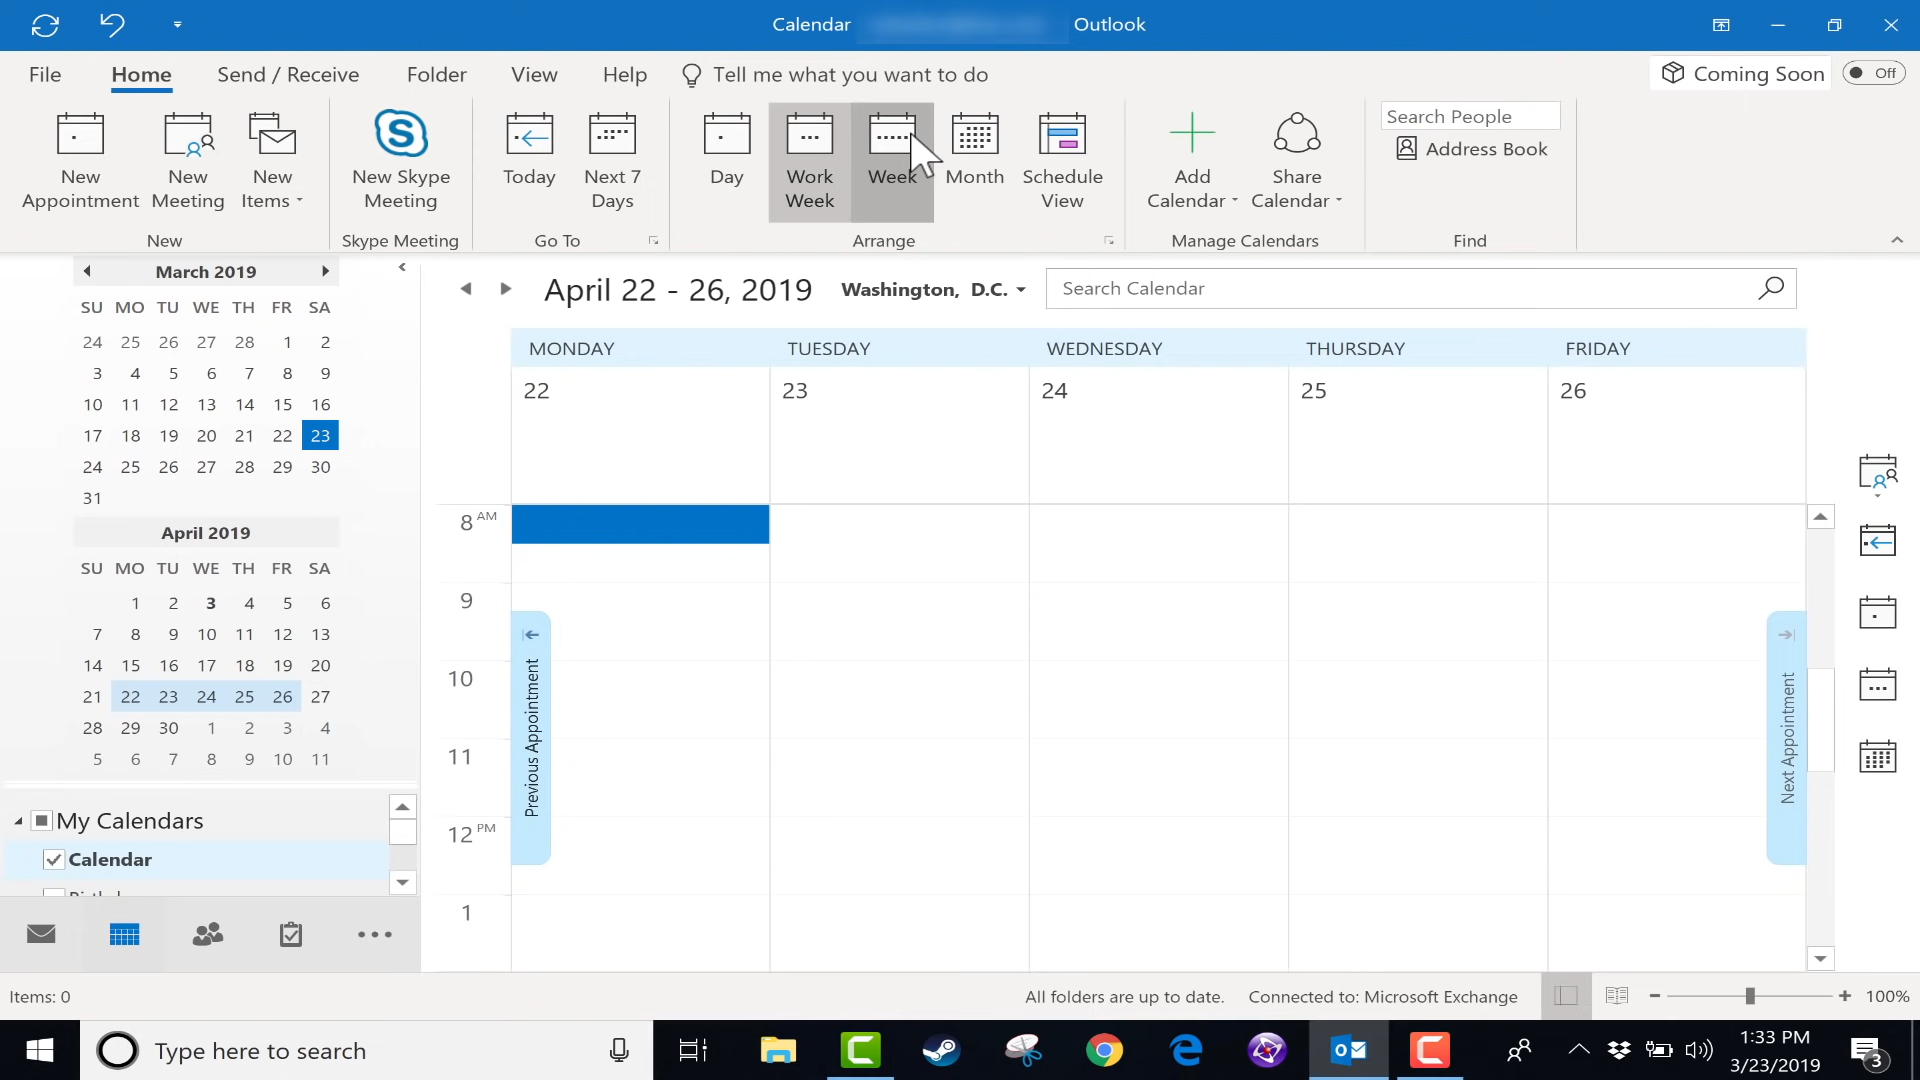 Calendar Outlook
File Home Send / Receive Folder View Help Tell me what you want to do Coming Soon Off
New Appointment
New Meeting
New Items
New
New Skype Meeting
Skype Meeting
Today
Next 7 Days
Go To
Day
Work Week
Week
Month
Schedule View
Arrange
Add Calendar
Share Calendar
Manage Calendars
Search People
Address Book
Find
March 2019
SU MO TU WE TH FR SA
24 25 26 27 28 1 2
3 4 5 6 7 8 9
10 11 12 13 14 15 16
17 18 19 20 21 22 23
24 25 26 27 28 29 30
31
April 2019
SU MO TU WE TH FR SA
1 2 3 4 5 6
7 8 9 10 11 12 13
14 15 16 17 18 19 20
21 22 23 24 25 26 27
28 29 30 1 2 3 4
5 6 7 8 9 10 11
My Calendars
Calendar
April 22 - 26, 2019 Washington, D.C. Search Calendar
MONDAY TUESDAY WEDNESDAY THURSDAY FRIDAY
22 23 24 25 26
8 AM
9
10
11
12 PM
1
Previous Appointment
Next Appointment
Items: 0 All folders are up to date. Connected to: Microsoft Exchange 100%
Type here to search
1:33 PM
3/23/2019
3